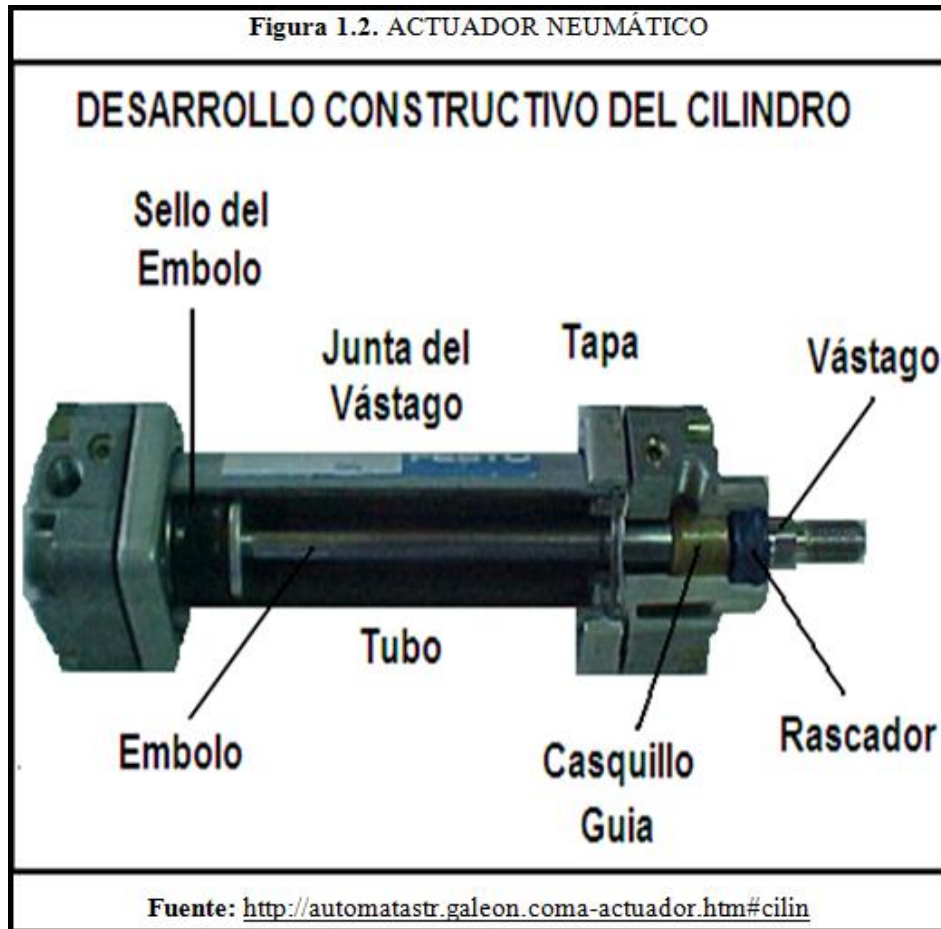 Figura 1.2. ACTUADOR NEUMÁTICO
DESARROLLO CONSTRUCTIVO DEL CILINDRO
Sello del
Embolo
Junta del
Vástago
Tapa
Vástago
FESTO
Tubo
Embolo
Casquillo
Guia
Rascador
Fuente: http://automatastr.galeon.coma-actuador.htm#cilin